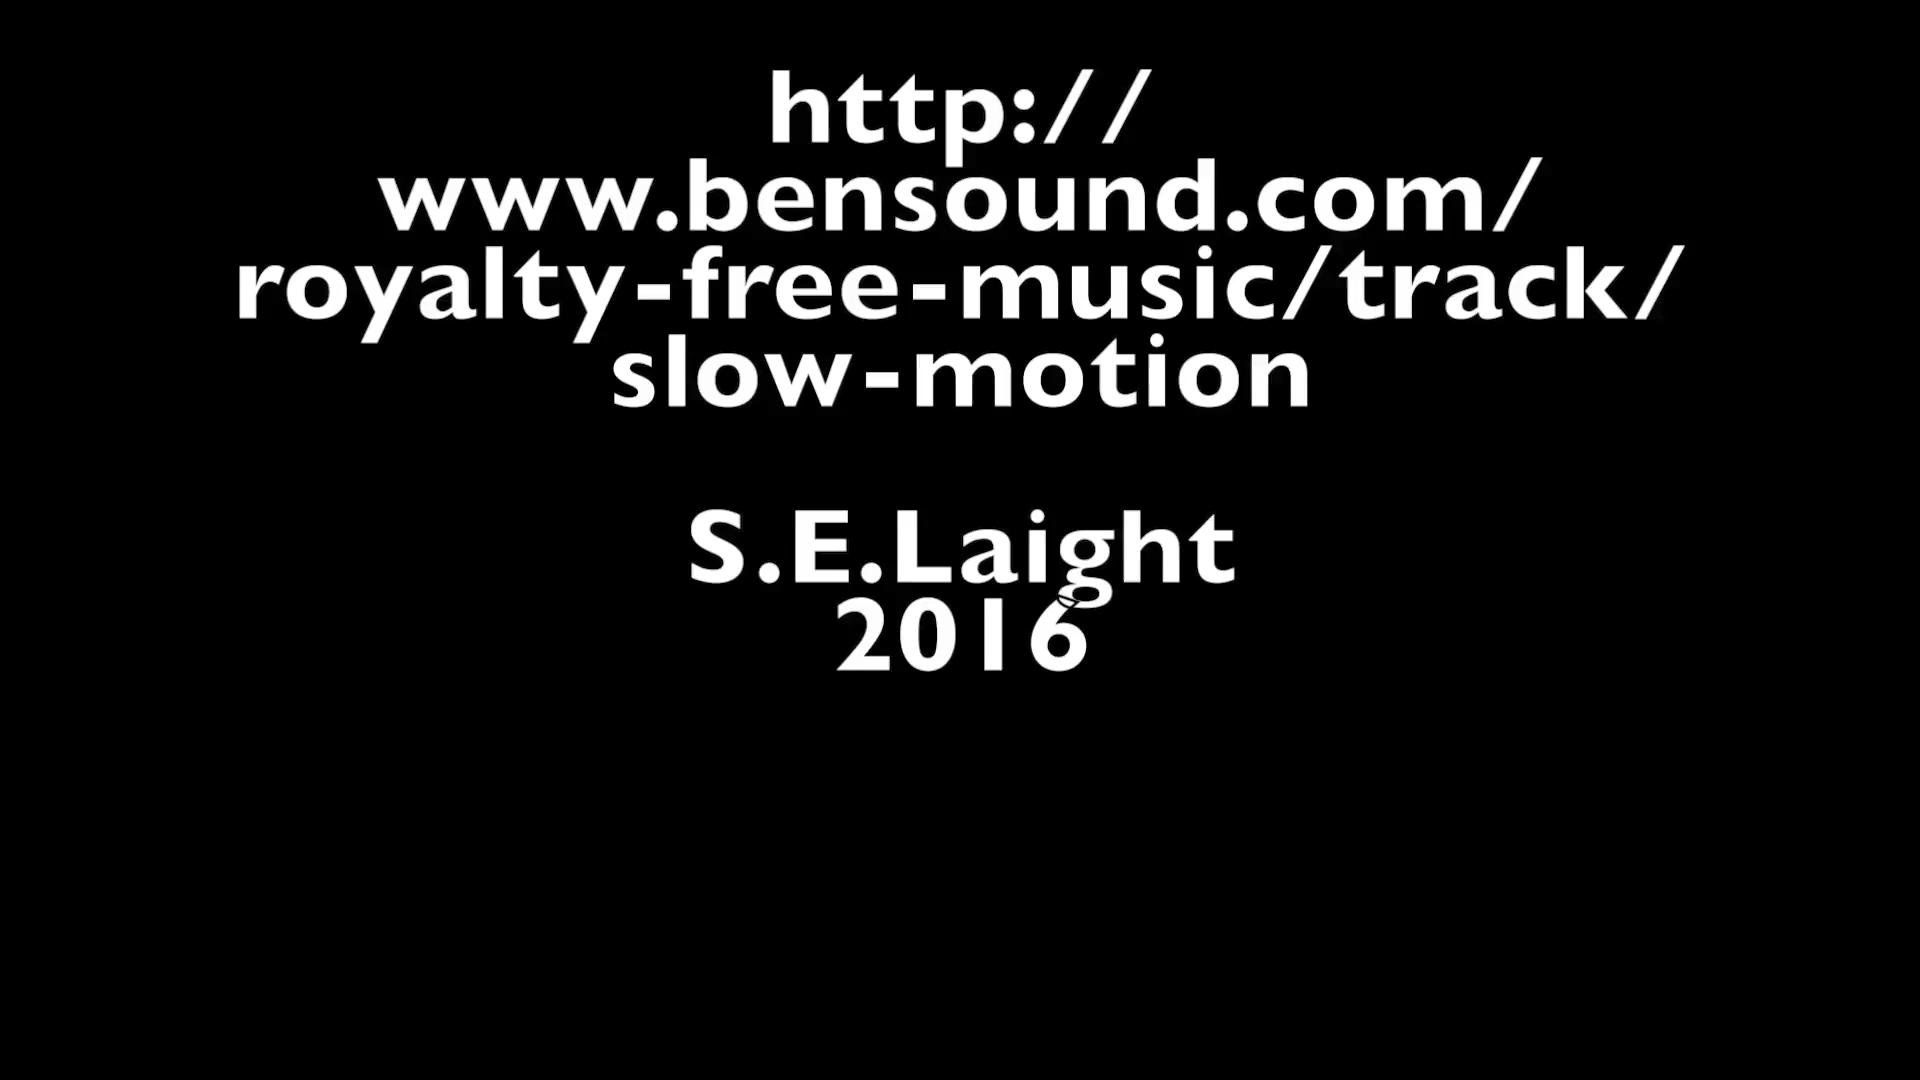 http://
www.bensound.com/
royalty-free-music/track/
slow-motion
S.E.Laight
2016